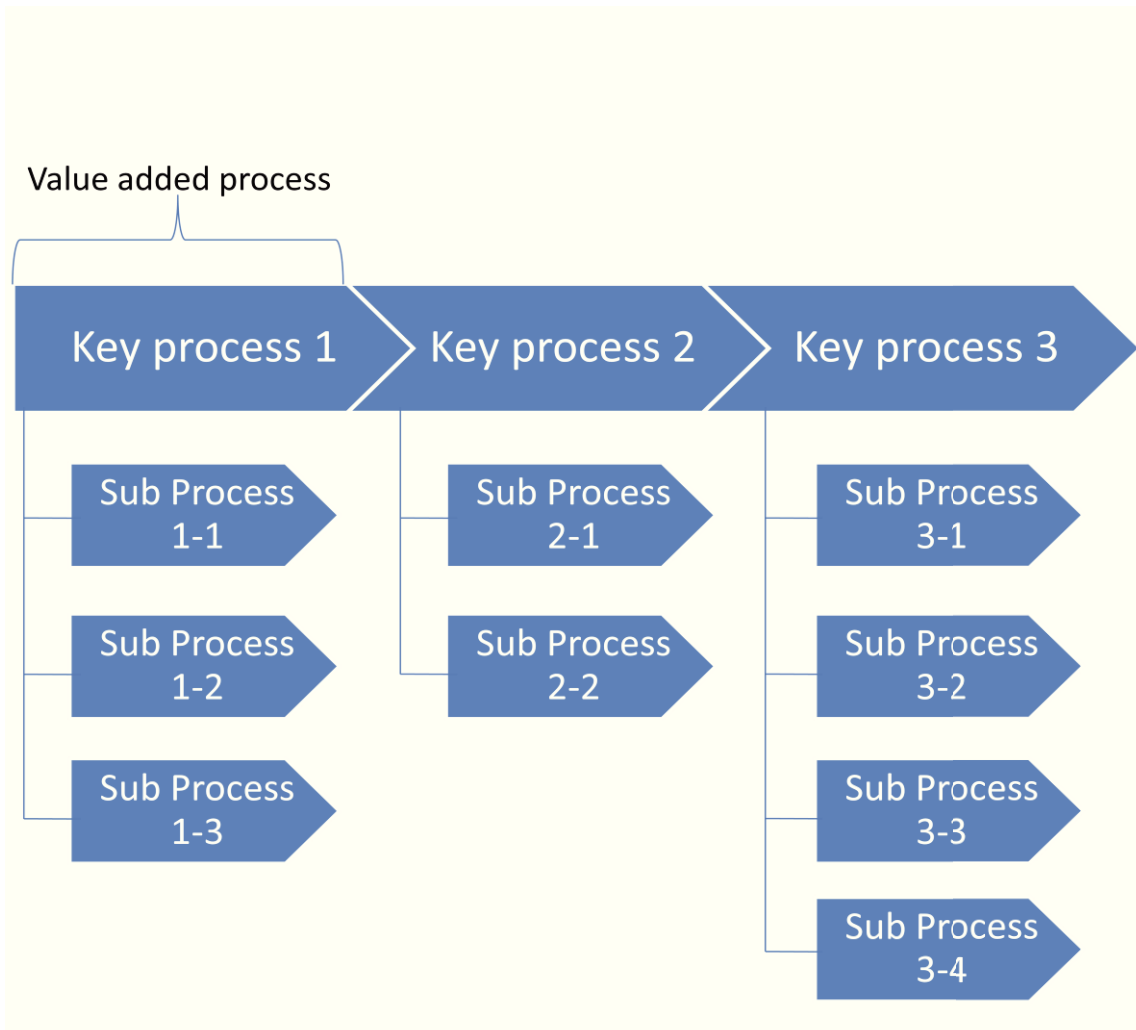 Value added process
Key process 1
Key process 2
Key process 3
Sub Process
1-1
Sub Process
1-2
Sub Process
1-3
Sub Process
2-1
Sub Process
2-2
Sub Process
3-1
Sub Process
3-2
Sub Process
3-3
Sub Process
3-4